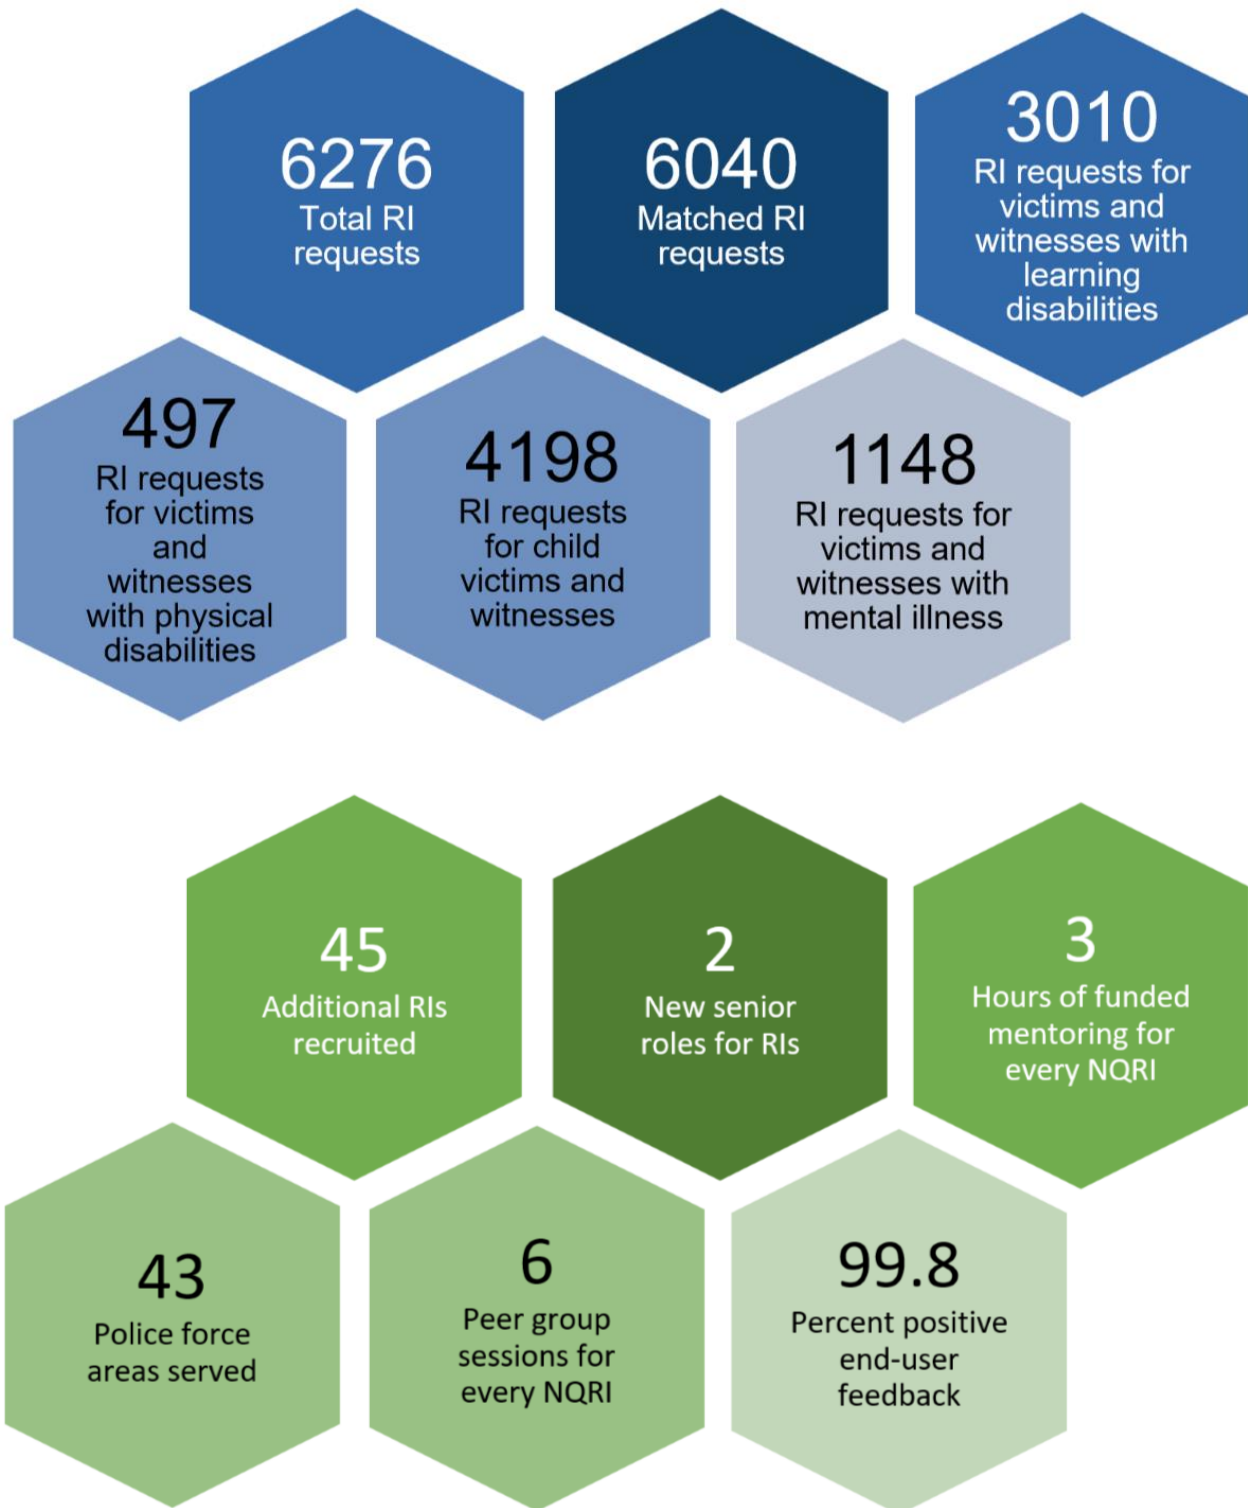 6276
Total RI
requests
6040
Matched RI
requests
3010
RI requests for
victims and
witnesses with
learning
disabilities
497
RI requests
for victims
and
witnesses
with physical
disabilities
4198
RI requests
for child
victims and
witnesses
1148
RI requests for
victims and
witnesses with
mental illness
45
Additional RIs
recruited
2
New senior
roles for RIs
3
Hours of funded
mentoring for
every NQRI
43
Police force
areas served
6
Peer group
sessions for
every NQRI
99.8
Percent positive
end-user
feedback